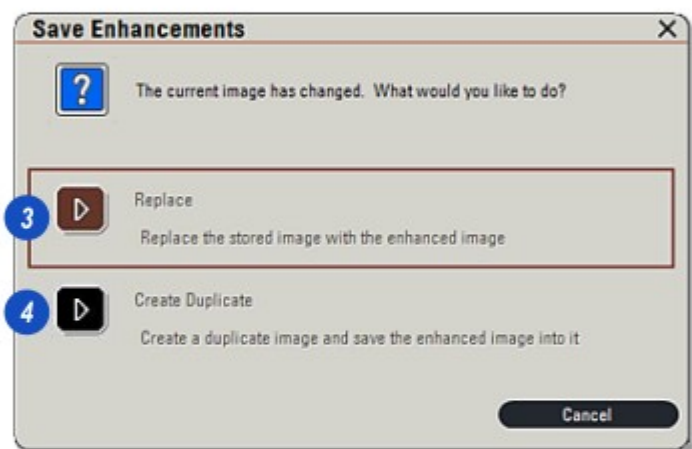 Save Enhancements
?
The current image has changed. What would you like to do?
3
Replace
Replace the stored image with the enhanced image
4
Create Duplicate
Create a duplicate image and save the enhanced image into it
Cancel